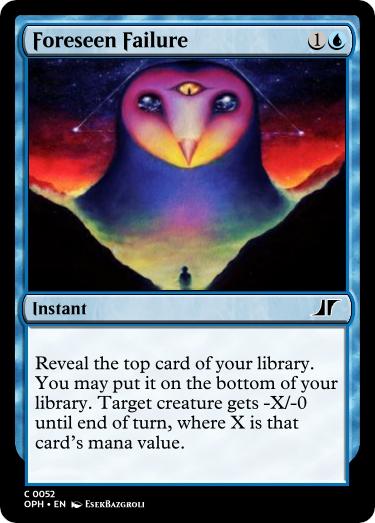 Foreseen Failure 1
Instant
Reveal the top card of your library.
You may put it on the bottom of your
library. Target creature gets -X/-0
until end of turn, where X is that
card's mana value.
C 0052
OPH • EN EsekBazgroli